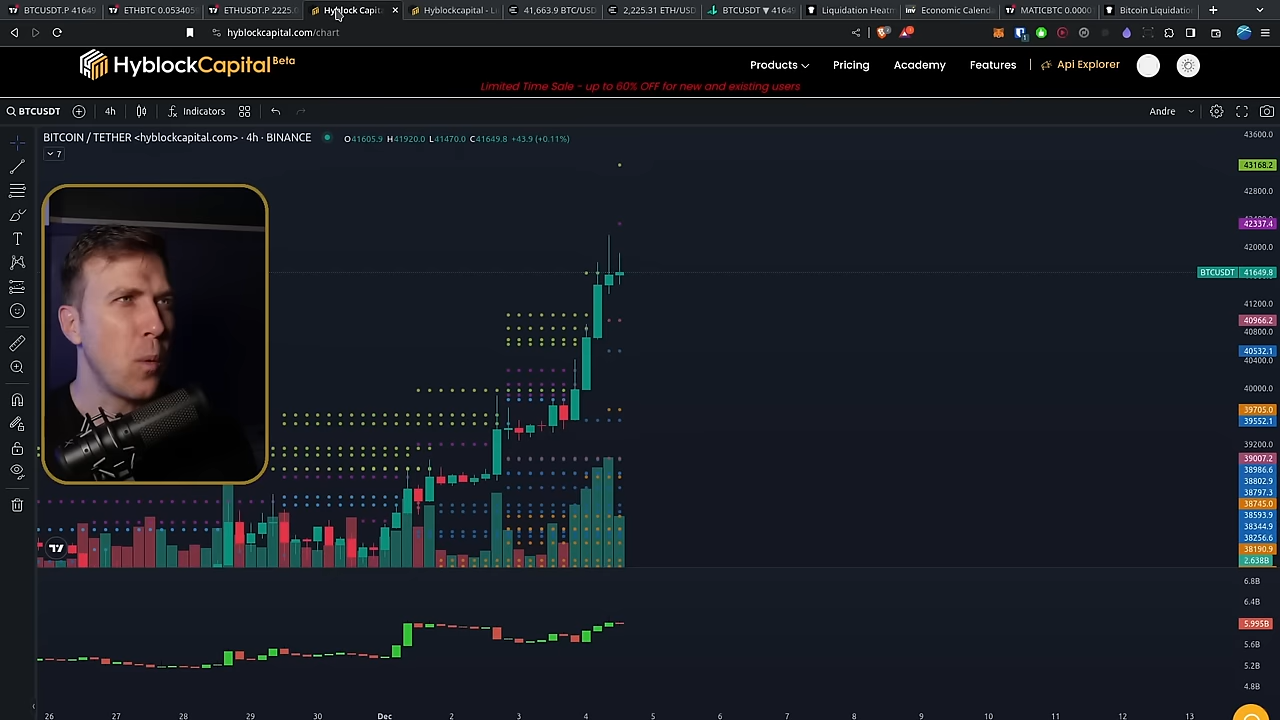 BTCUSDT.P 41649
ETHBTC 0.053405
ETHUSDT.P 2225.
Hyblock Capita
Hyblockcapital - L
41,663.9 BTC/USD
2,225.31 ETH/USD
BTCUSDT ▼ 41649
Liquidation Heatm
Economic Calenda
MATICBTC 0.0000
Bitcoin Liquidation
hyblockcapital.com/chart
HyblockCapital Beta
Products
Pricing
Academy
Features
Api Explorer
Limited Time Sale - up to 60% OFF for new and existing users
BTCUSDT
4h
Indicators
Andre
BITCOIN / TETHER <hyblockcapital.com> · 4h · BINANCE
O41605.9 H41920.0 L41470.0 C41649.8 +43.9 (+0.11%)
7
43600.0
43168.2
42800.0
42337.4
42000.0
BTCUSDT 41649.8
41200.0
40966.2
40800.0
40532.1
40400.0
40000.0
39705.0
39552.1
39200.0
39007.2
38986.6
38802.9
38797.3
38745.0
38593.9
38344.9
38256.6
38190.9
2.638B
6.8B
6.4B
5.995B
5.6B
5.2B
4.8B
26 27 28 29 30 Dec 2 3 4 5 6 7 8 9 10 11 12 13